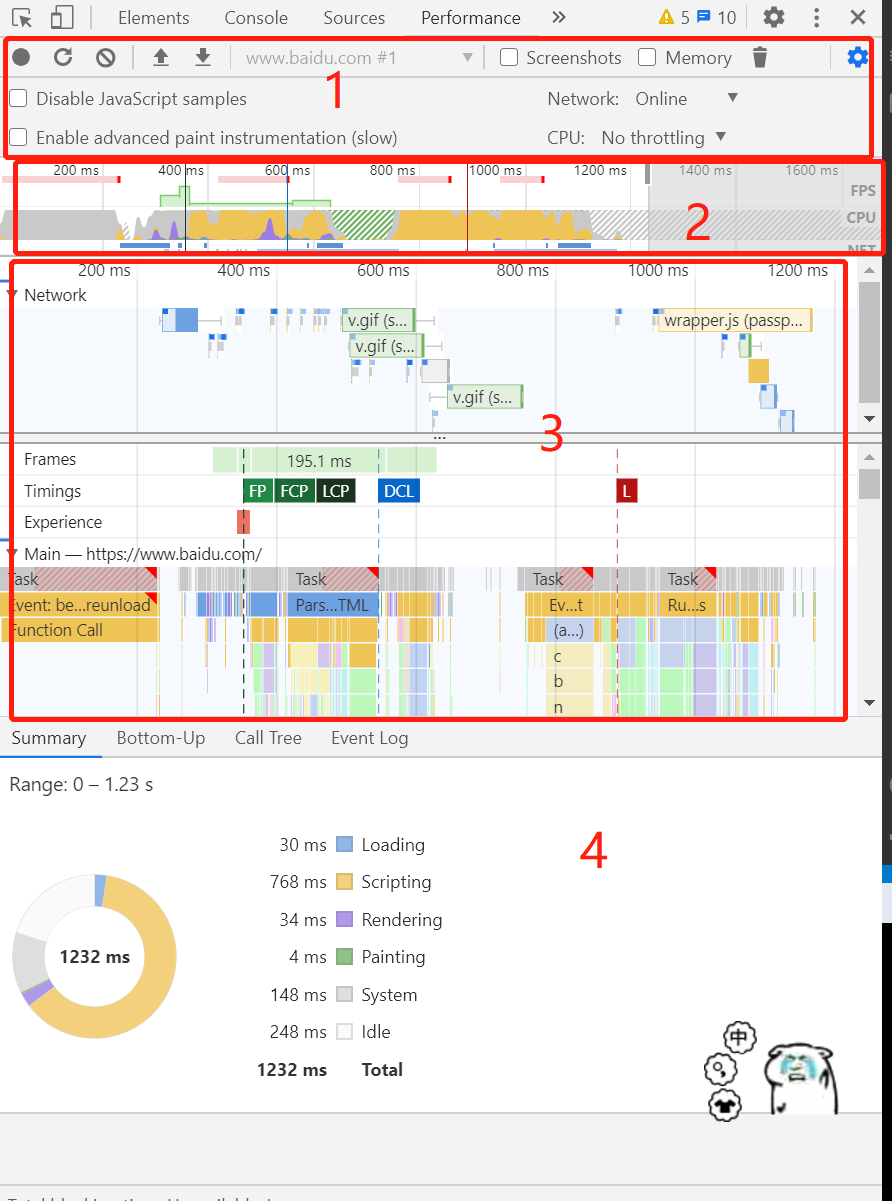 Elements Console Sources Performance 5 10
www.baidu.com #1 Screenshots Memory
1
Disable JavaScript samples Network: Online
Enable advanced paint instrumentation (slow) CPU: No throttling
200 ms 400 ms 600 ms 800 ms 1000 ms 1200 ms 1400 ms 1600 ms
FPS
CPU
NET
2
200 ms 400 ms 600 ms 800 ms 1000 ms 1200 ms
Network
v.gif (s... wrapper.js (passp...
v.gif (s...
v.gif (s...
3
Frames 195.1 ms
Timings FP FCP LCP DCL L
Experience
Main — https://www.baidu.com/
Task Task Task Task
Event: be...reunload Pars...TML Ev...t Ru...s
Function Call (a...)
c
b
n
Summary Bottom-Up Call Tree Event Log
Range: 0 – 1.23 s
4
30 ms Loading
768 ms Scripting
34 ms Rendering
1232 ms
4 ms Painting
148 ms System
248 ms Idle
1232 ms Total
中